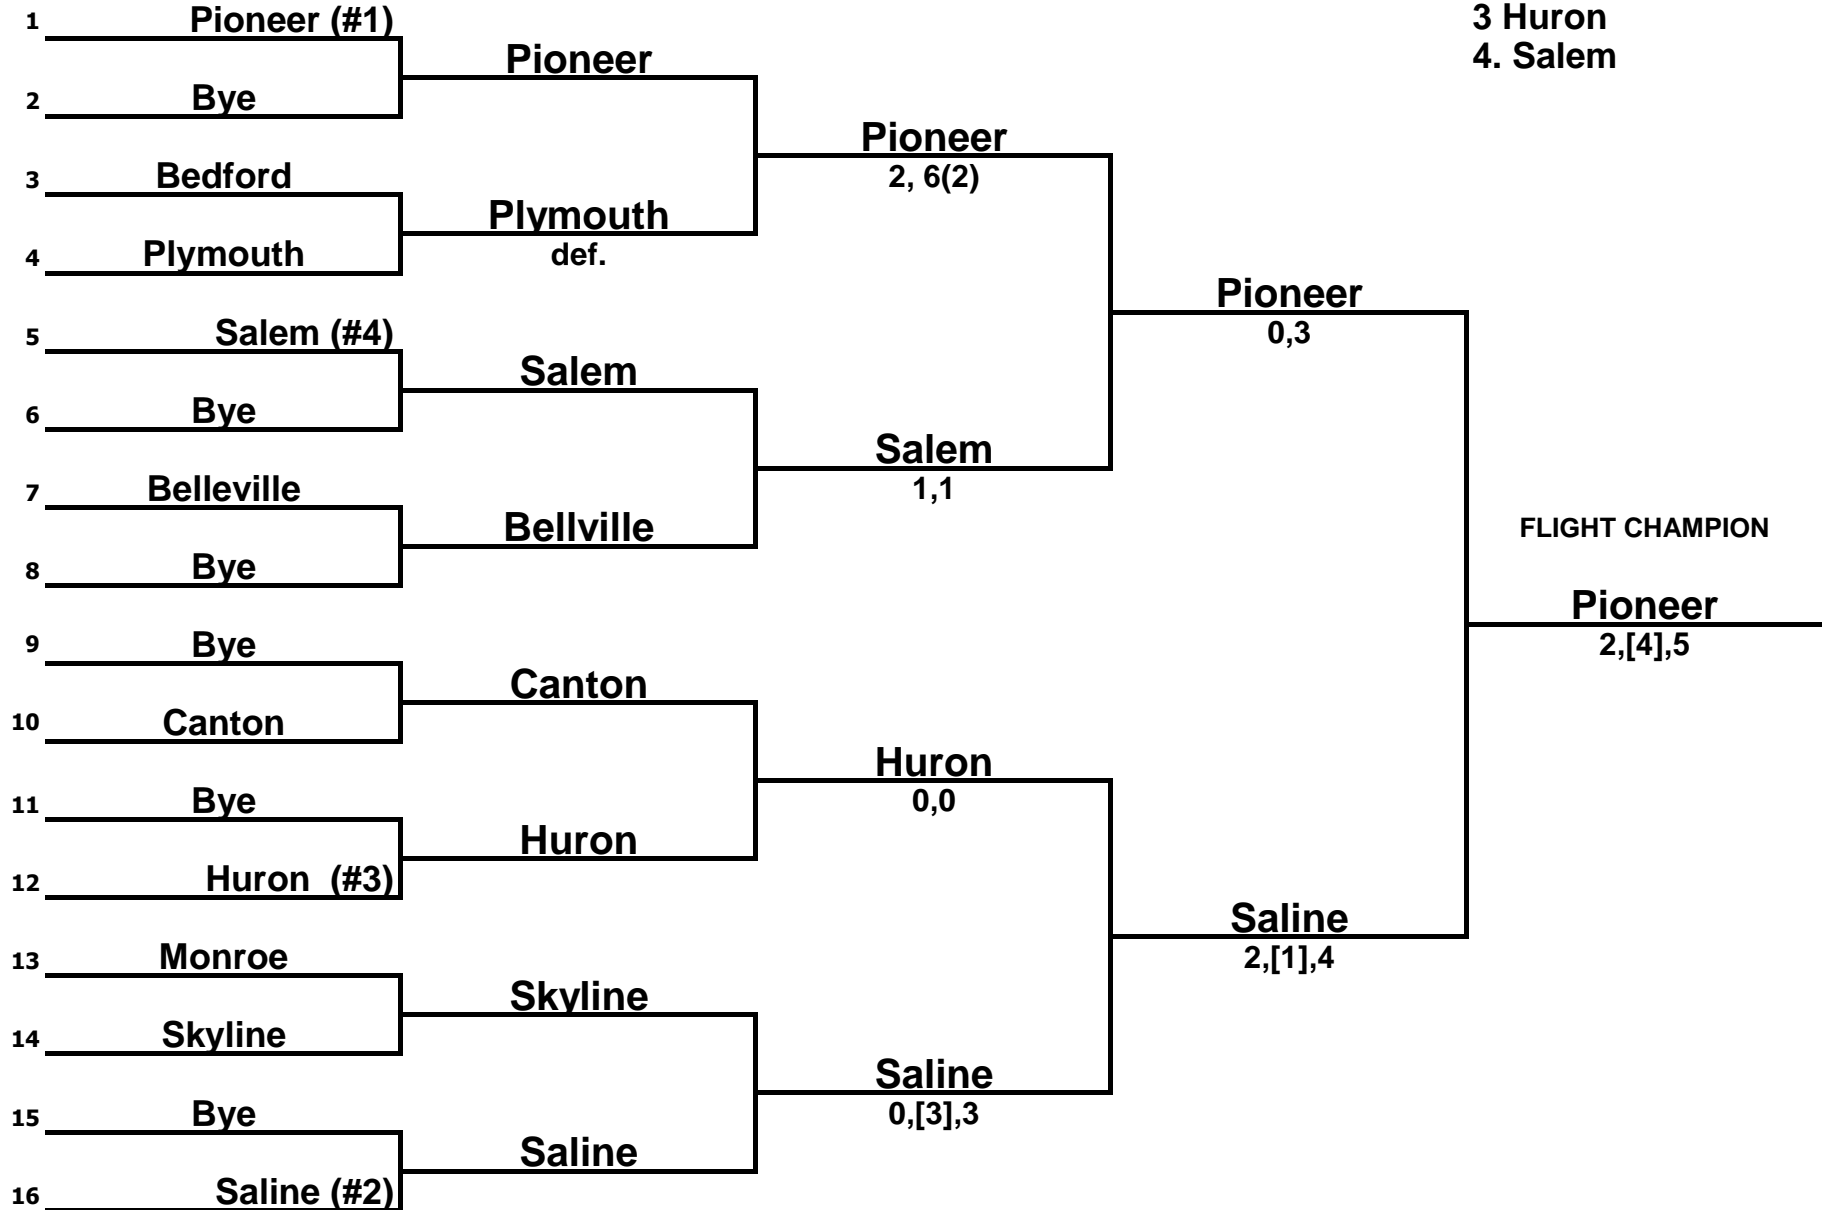 1 Pioneer (#1)
3 Huron
4. Salem
Pioneer
2 Bye
Pioneer
2, 6(2)
3 Bedford
Plymouth
def.
4 Plymouth
Pioneer
0,3
5 Salem (#4)
Salem
6 Bye
Salem
1,1
7 Belleville
Bellville
8 Bye
FLIGHT CHAMPION
Pioneer
2,[4],5
9 Bye
Canton
10 Canton
Huron
0,0
11 Bye
Huron
12 Huron (#3)
Saline
2,[1],4
13 Monroe
Skyline
14 Skyline
Saline
0,[3],3
15 Bye
Saline
16 Saline (#2)